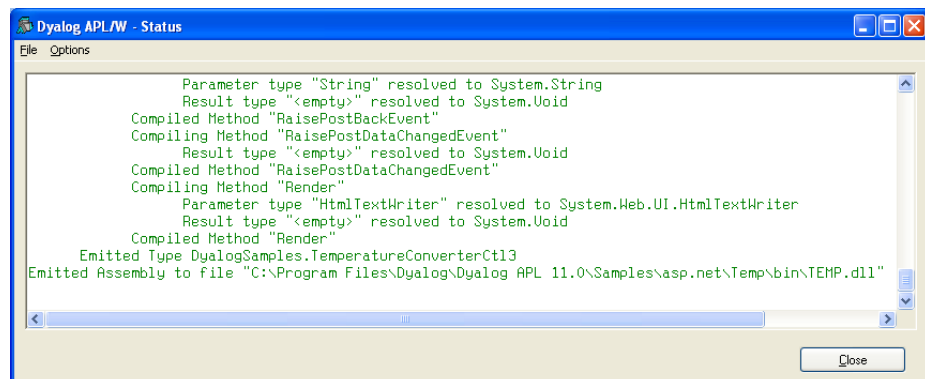 Dyalog APL/W - Status
File Options
Parameter type "String" resolved to System.String
Result type "<empty>" resolved to System.Void
Compiled Method "RaisePostBackEvent"
Compiling Method "RaisePostDataChangedEvent"
Result type "<empty>" resolved to System.Void
Compiled Method "RaisePostDataChangedEvent"
Compiling Method "Render"
Parameter type "HtmlTextWriter" resolved to System.Web.UI.HtmlTextWriter
Result type "<empty>" resolved to System.Void
Compiled Method "Render"
Emitted Type DyalogSamples.TemperatureConverterCtl3
Emitted Assembly to file "C:\Program Files\Dyalog\Dyalog APL 11.0\Samples\asp.net\Temp\bin\TEMP.dll"
Close